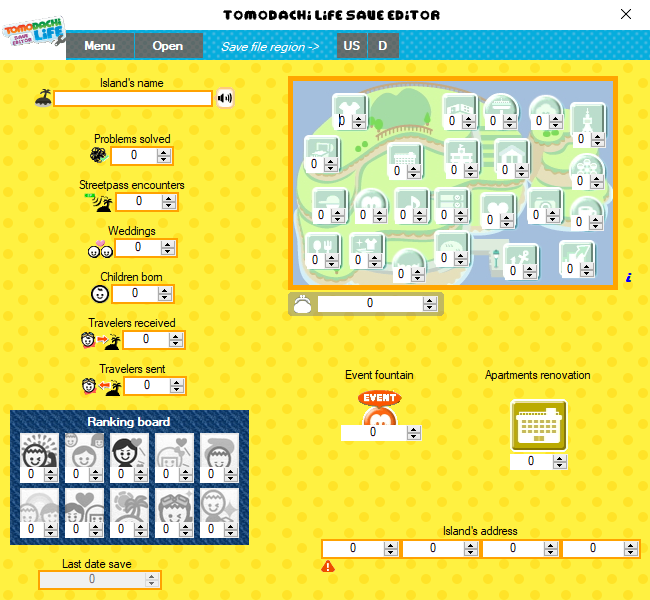 TOMODACHI LIFE SAVE EDITOR
TOMODACHI LIFE SAVE EDITOR
Menu
Open
Save file region ->
US
D
Island's name
Problems solved
0
Streetpass encounters
0
Weddings
0
Children born
0
Travelers received
0
Travelers sent
0
Ranking board
0 0 0 0 0
0 0 0 0 0
Last date save
0
0 0 0 0 0
0 0 0 0 0
0 0 0 0 0 0 0
0 0 0 0 0 0
0
Event fountain
EVENT
0
Apartments renovation
0
Island's address
0 0 0 0